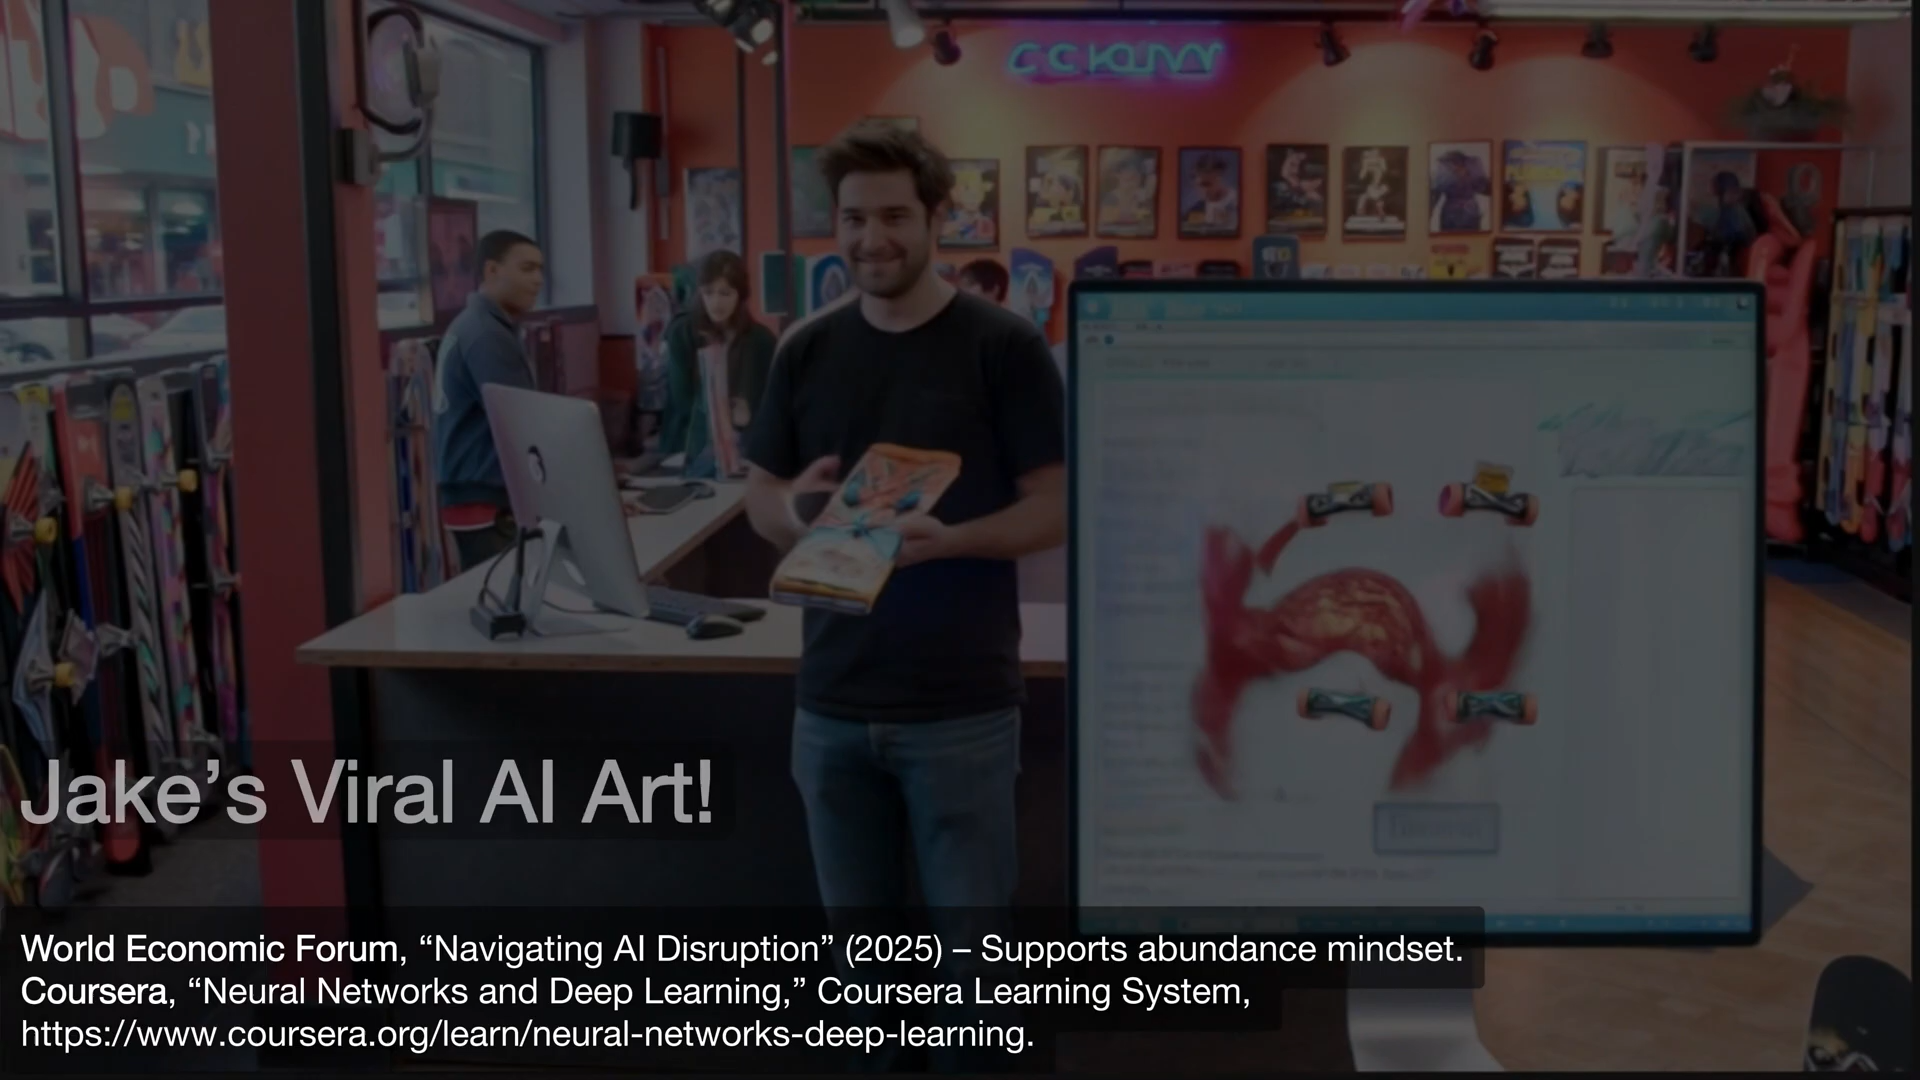 Jake’s Viral AI Art!
World Economic Forum, “Navigating AI Disruption” (2025) – Supports abundance mindset.
Coursera, “Neural Networks and Deep Learning,” Coursera Learning System,
https://www.coursera.org/learn/neural-networks-deep-learning.